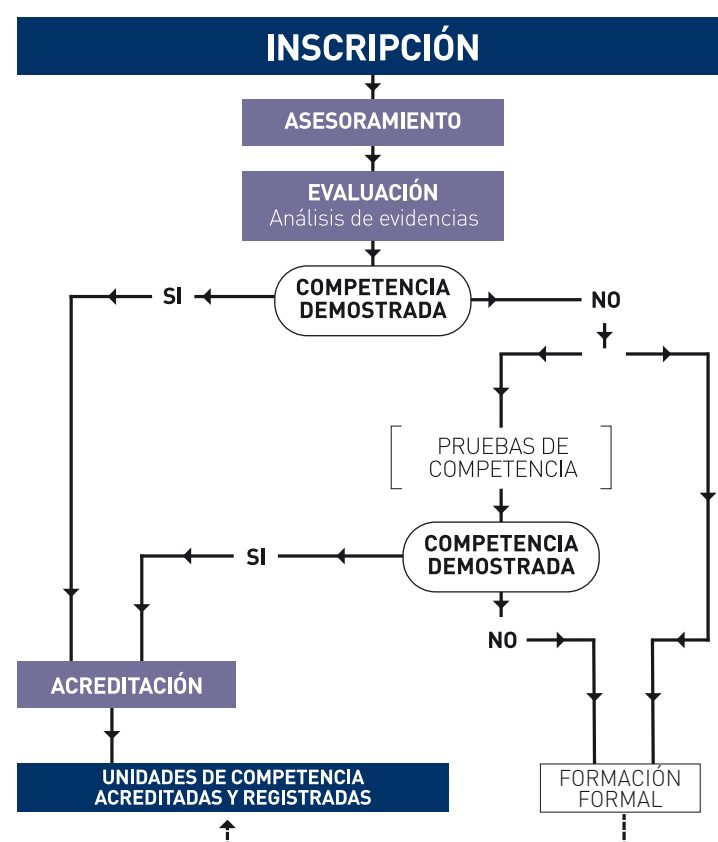 INSCRIPCIÓN
ASESORAMIENTO
EVALUACIÓN
Análisis de evidencias
COMPETENCIA
DEMOSTRADA
SI
NO
PRUEBAS DE
COMPETENCIA
COMPETENCIA
DEMOSTRADA
SI
NO
ACREDITACIÓN
UNIDADES DE COMPETENCIA
ACREDITADAS Y REGISTRADAS
FORMACIÓN
FORMAL